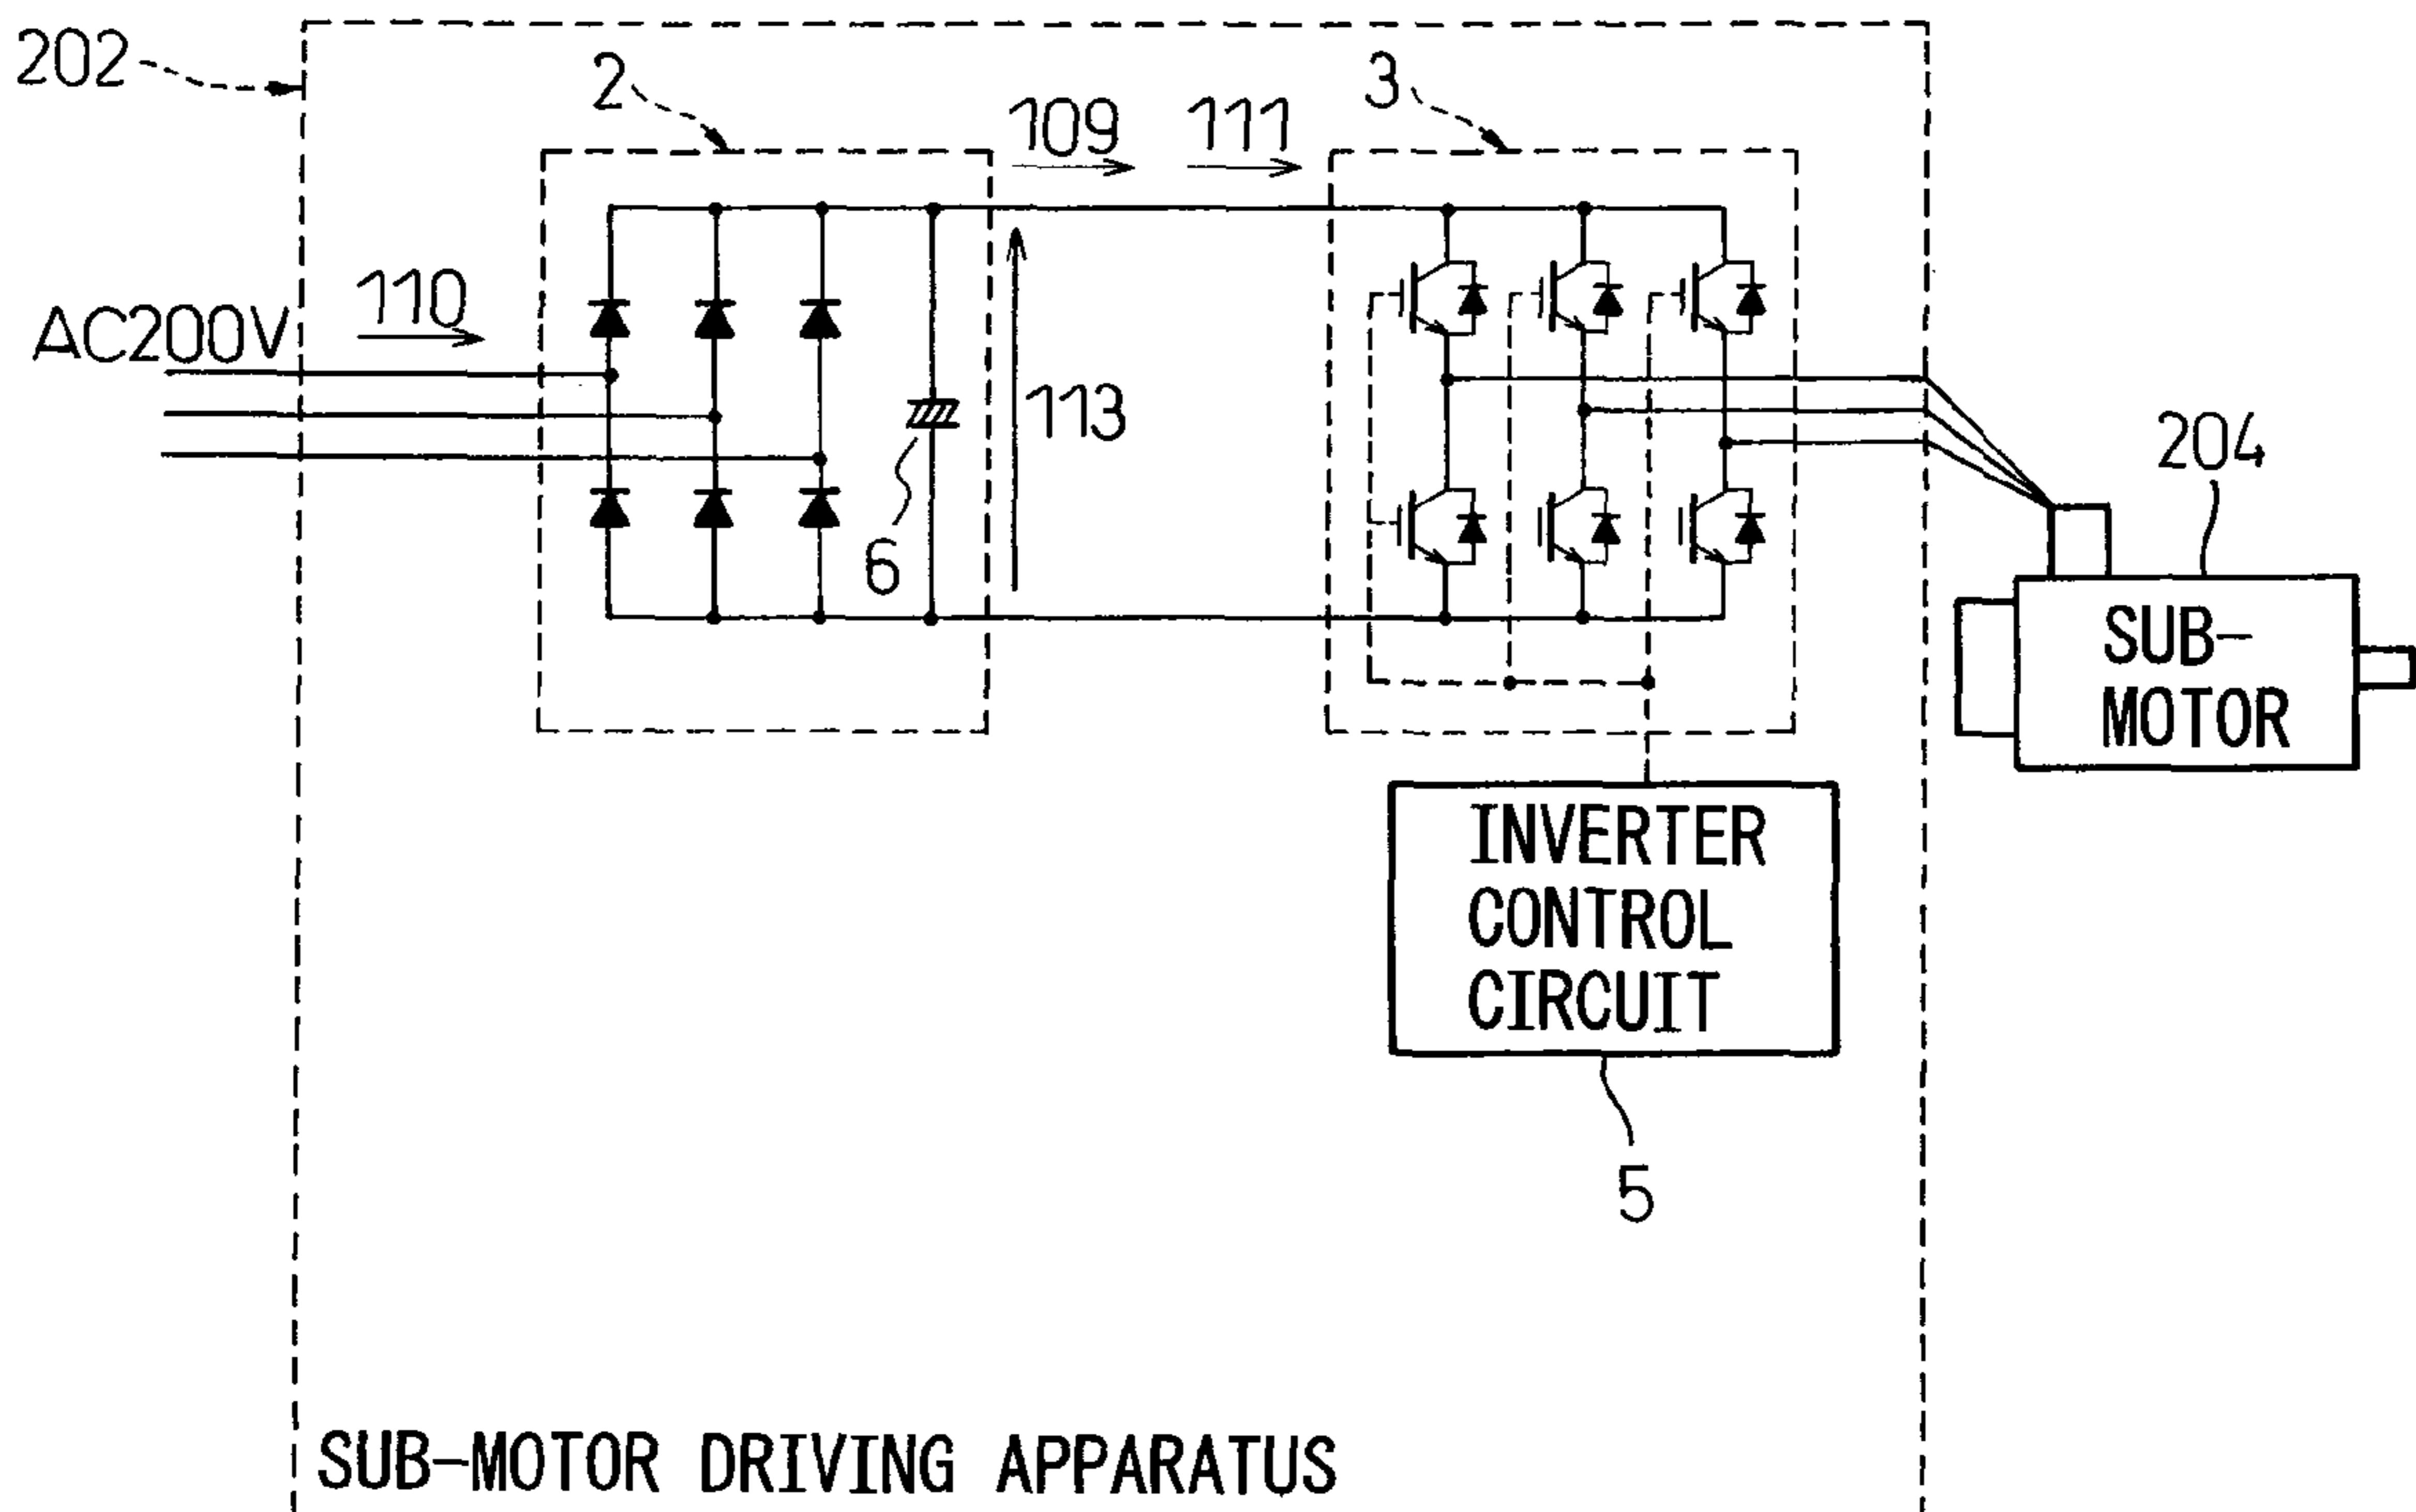 202
2
109
111
3
110
AC200V
113
6
204
SUB-
MOTOR
INVERTER
CONTROL
CIRCUIT
5
SUB-MOTOR DRIVING APPARATUS